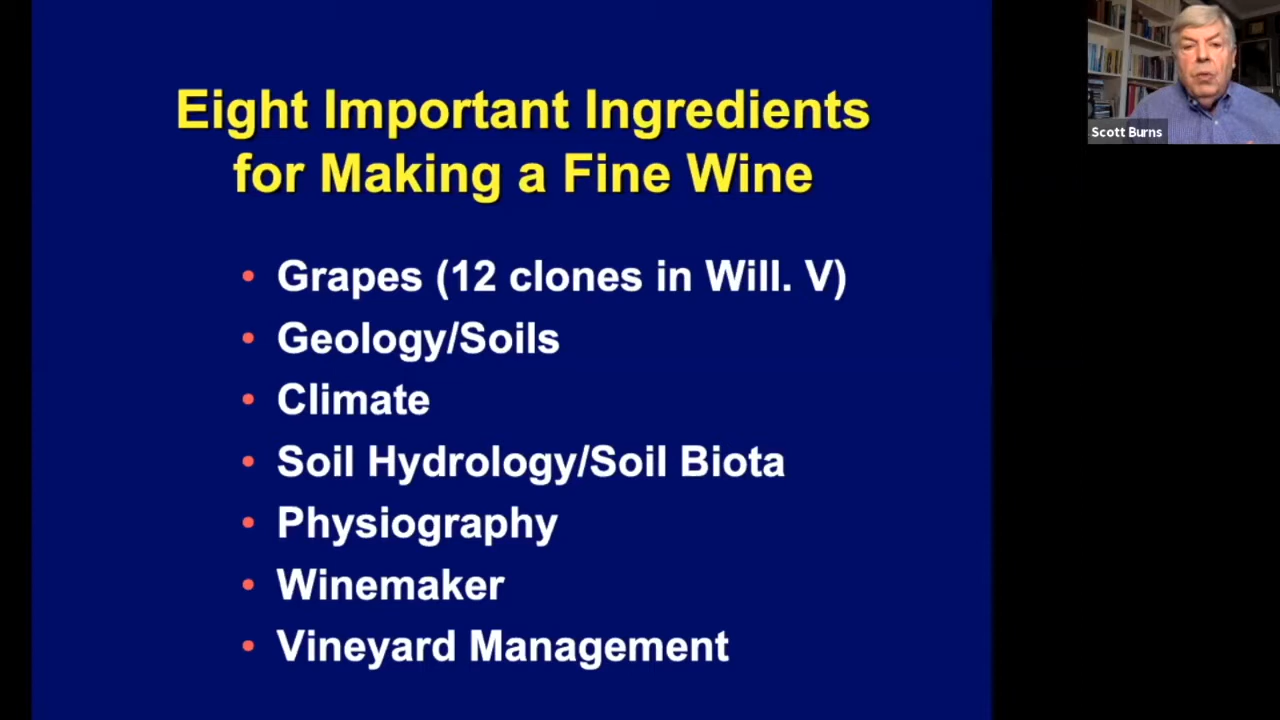 Eight Important Ingredients
for Making a Fine Wine
• Grapes (12 clones in Will. V)
• Geology/Soils
• Climate
• Soil Hydrology/Soil Biota
• Physiography
• Winemaker
• Vineyard Management
Scott Burns